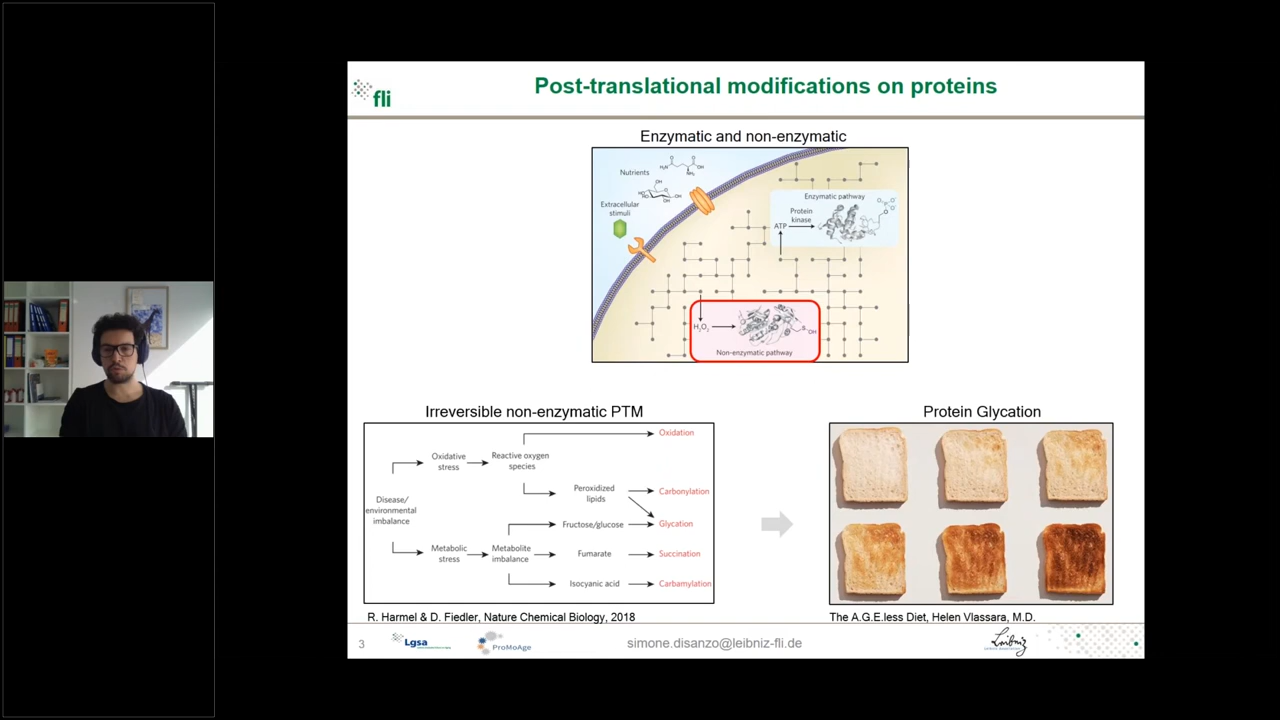 fli
Post-translational modifications on proteins
Enzymatic and non-enzymatic
Nutrients
Extracellular
stimuli
Enzymatic pathway
Protein
kinase
ATP
H₂O₂
S
OH
Non-enzymatic pathway
Irreversible non-enzymatic PTM
Oxidation
Oxidative
stress
Reactive oxygen
species
Peroxidized
lipids
Carbonylation
Disease/
environmental
imbalance
Fructose/glucose
Glycation
Metabolic
stress
Metabolite
imbalance
Fumarate
Succination
Isocyanic acid
Carbamylation
R. Harmel & D. Fiedler, Nature Chemical Biology, 2018
Protein Glycation
The A.G.E.less Diet, Helen Vlassara, M.D.
3
Lgsa
ProMoAge
simone.disanzo@leibniz-fli.de
Leibniz